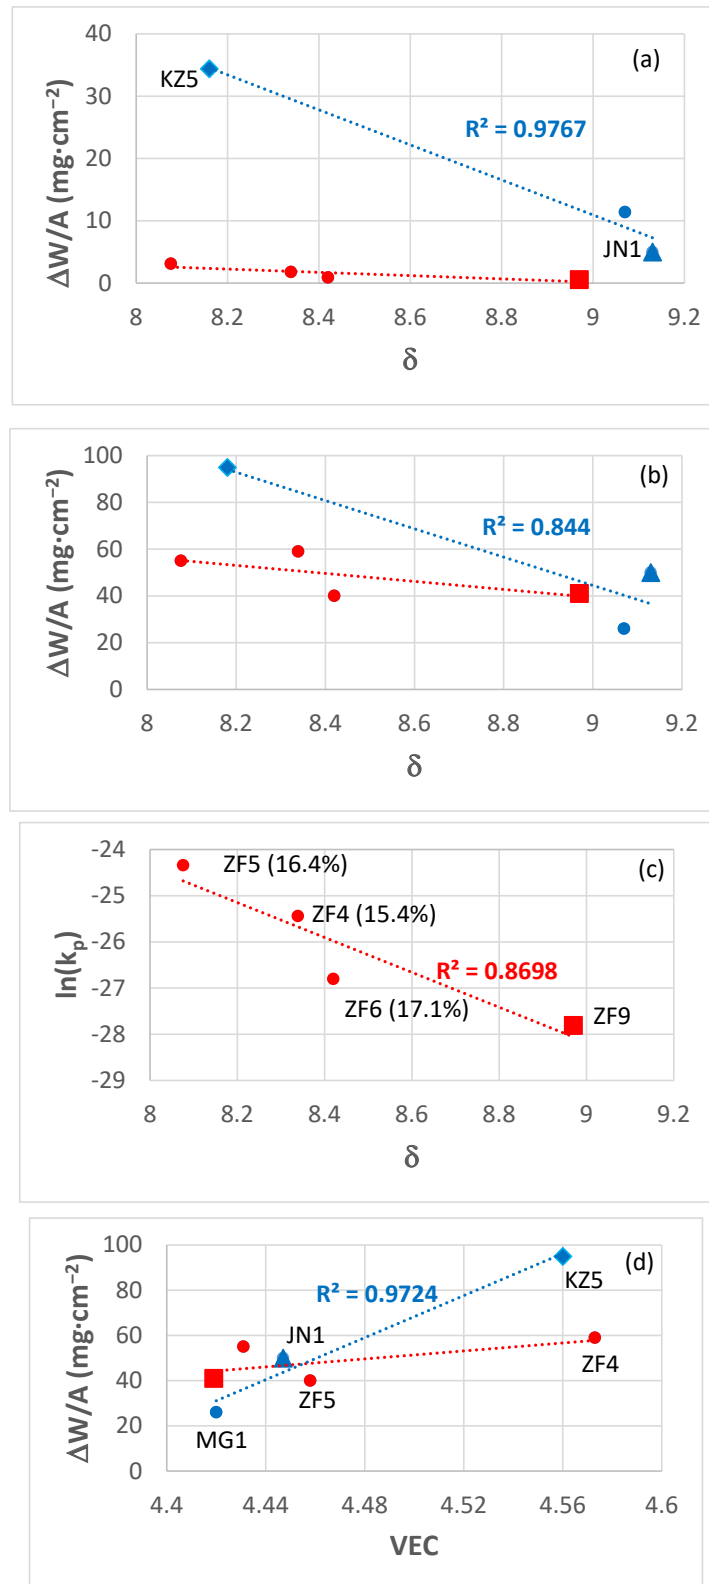 (a)
40
30
20
10
0
ΔW/A (mg·cm⁻²)
KZ5
R² = 0.9767
JN1
8 8.2 8.4 8.6 8.8 9 9.2
δ
(b)
100
80
60
40
20
0
ΔW/A (mg·cm⁻²)
R² = 0.844
8 8.2 8.4 8.6 8.8 9 9.2
δ
(c)
-24
-25
-26
-27
-28
-29
ln(kₚ)
ZF5 (16.4%)
ZF4 (15.4%)
R² = 0.8698
ZF6 (17.1%)
ZF9
8 8.2 8.4 8.6 8.8 9 9.2
δ
(d)
100
80
60
40
20
0
ΔW/A (mg·cm⁻²)
R² = 0.9724
KZ5
JN1
ZF4
ZF5
MG1
4.4 4.44 4.48 4.52 4.56 4.6
VEC